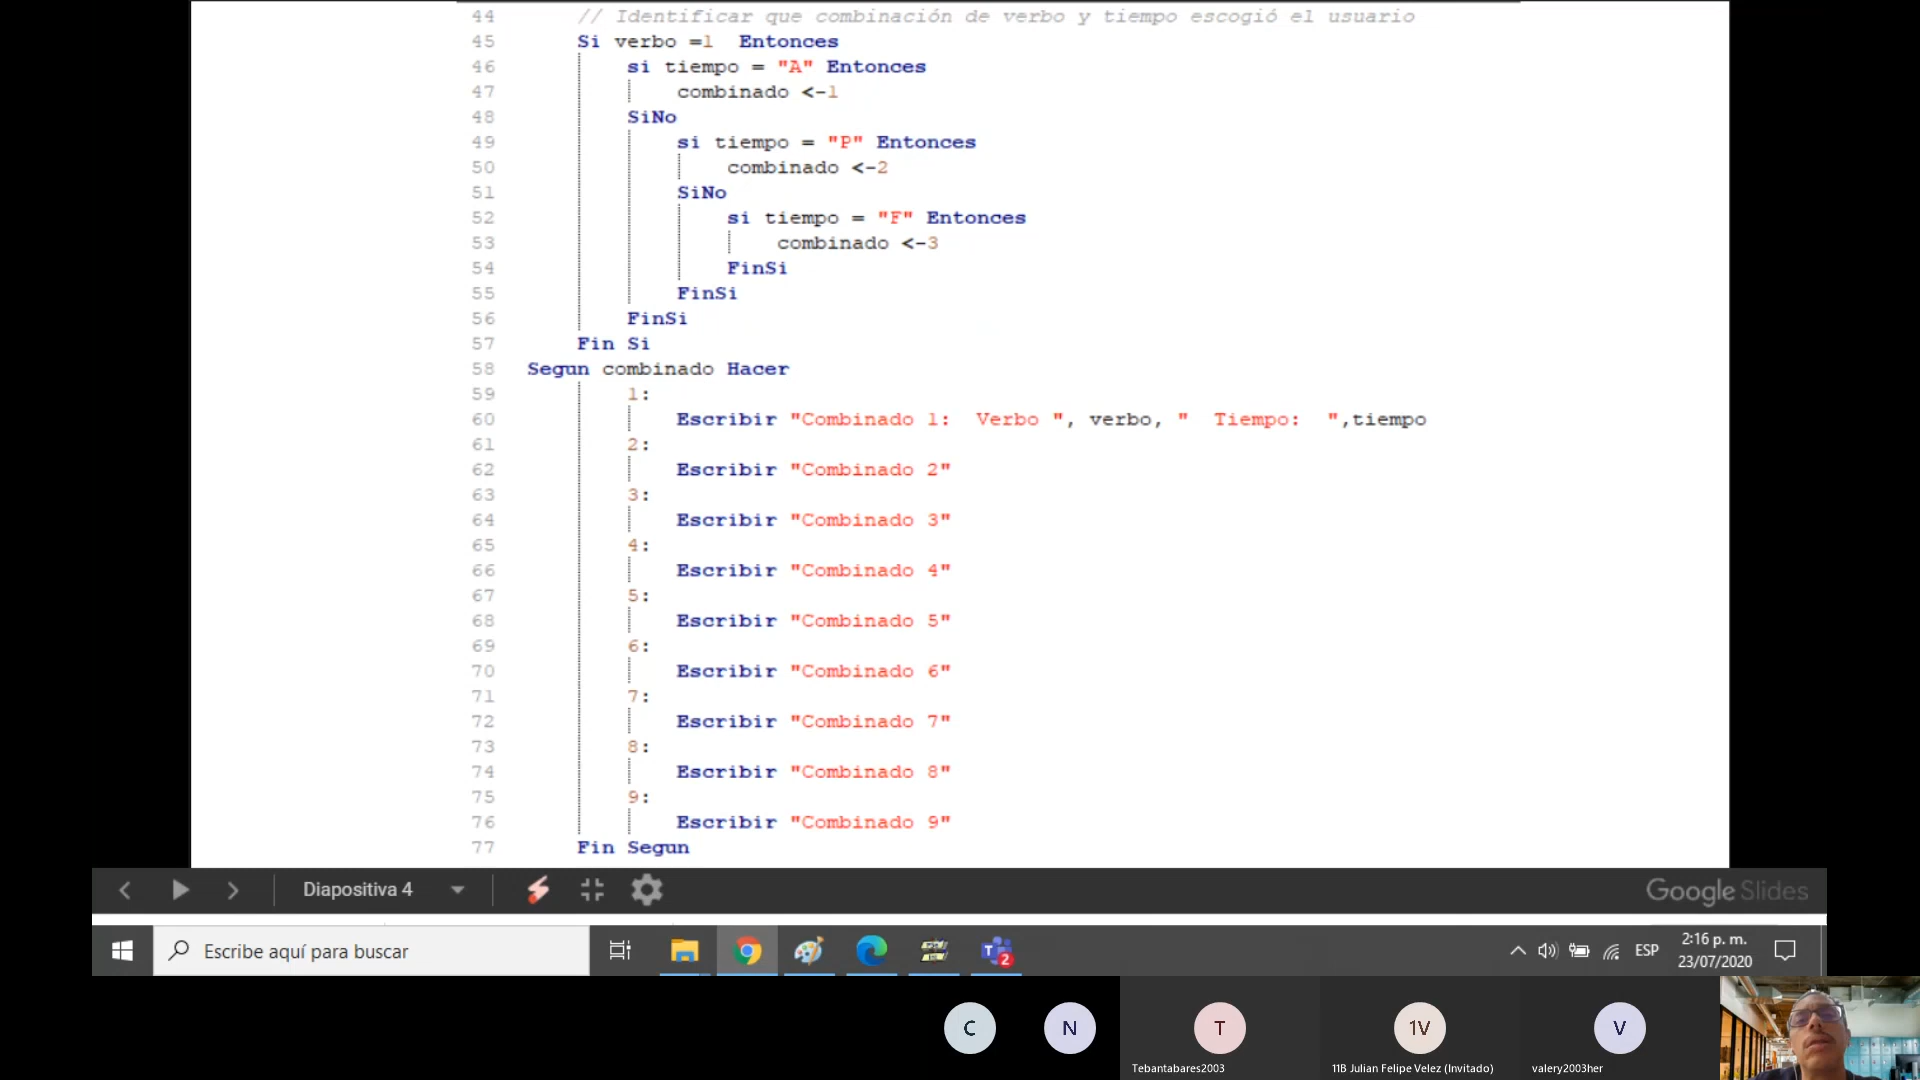 44 // Identificar que combinación de verbo y tiempo escogió el usuario
45 Si verbo =1 Entonces
46 si tiempo = "A" Entonces
47 combinado <-1
48 SiNo
49 si tiempo = "P" Entonces
50 combinado <-2
51 SiNo
52 si tiempo = "F" Entonces
53 combinado <-3
54 FinSi
55 FinSi
56 FinSi
57 Fin Si
58 Segun combinado Hacer
59 1:
60 Escribir "Combinado 1: Verbo ", verbo, " Tiempo: ",tiempo
61 2:
62 Escribir "Combinado 2"
63 3:
64 Escribir "Combinado 3"
65 4:
66 Escribir "Combinado 4"
67 5:
68 Escribir "Combinado 5"
69 6:
70 Escribir "Combinado 6"
71 7:
72 Escribir "Combinado 7"
73 8:
74 Escribir "Combinado 8"
75 9:
76 Escribir "Combinado 9"
77 Fin Segun
Diapositiva 4
Google Slides
Escribe aquí para buscar
2
ESP
2:16 p. m.
23/07/2020
C
N
T
1V
V
Tebantabares2003
11B Julian Felipe Velez (Invitado)
valery2003her